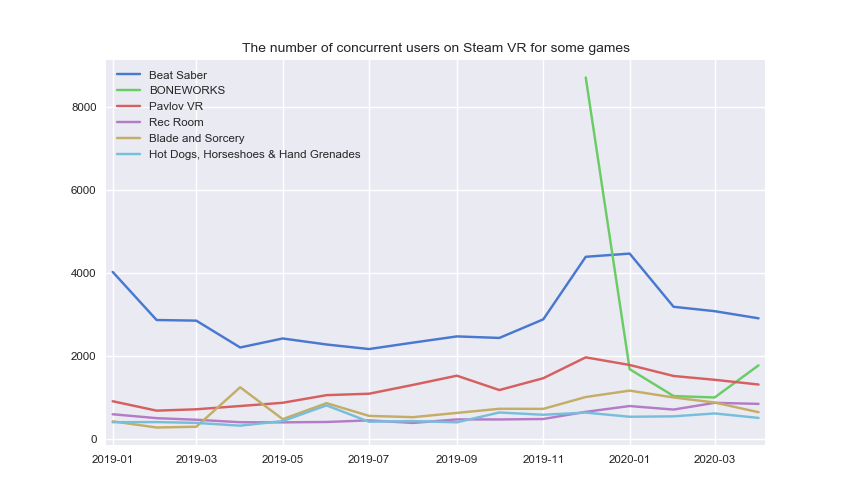 The number of concurrent users on Steam VR for some games
Beat Saber
BONEWORKS
Pavlov VR
Rec Room
Blade and Sorcery
Hot Dogs, Horseshoes & Hand Grenades
8000
6000
4000
2000
0
2019-01 2019-03 2019-05 2019-07 2019-09 2019-11 2020-01 2020-03